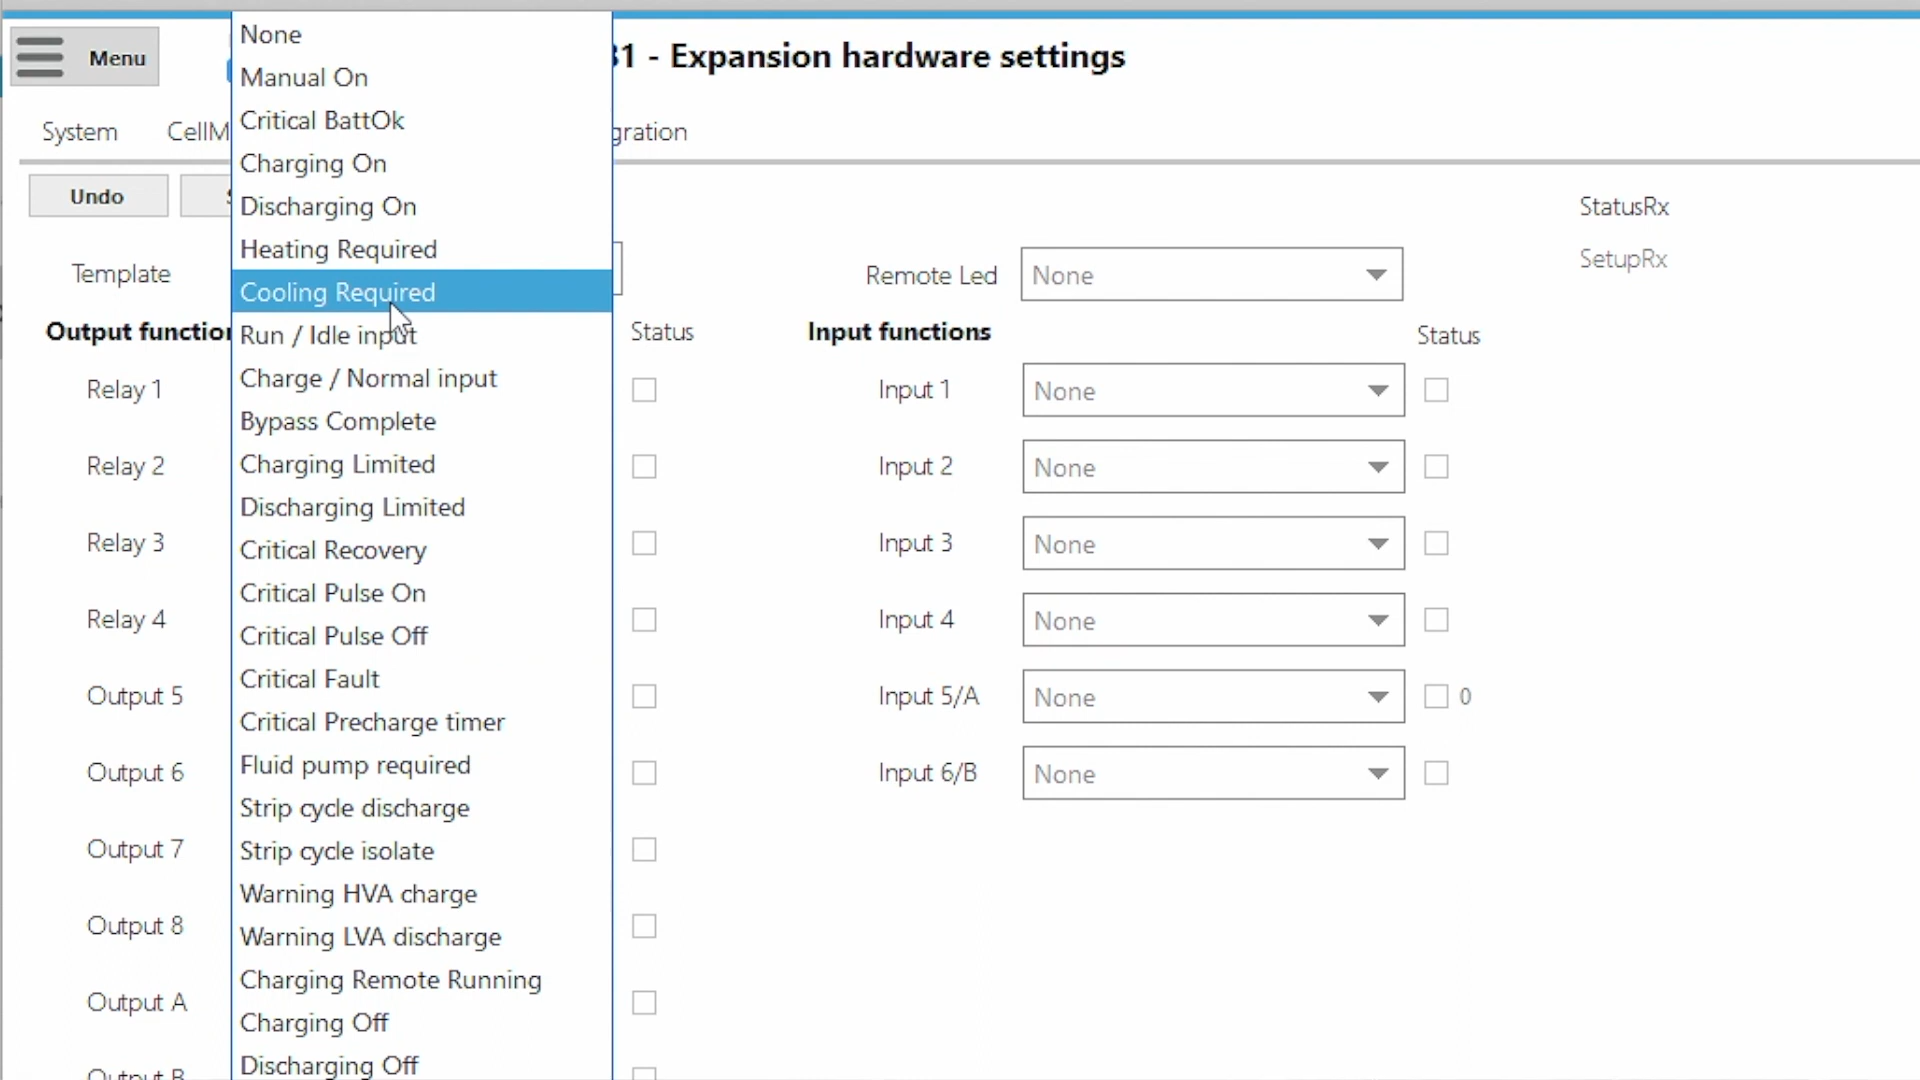 Menu
31 - Expansion hardware settings
System CellM gration
Undo S
None
Manual On
Critical BattOk
Charging On
Discharging On
Heating Required
Cooling Required
Run / Idle input
Charge / Normal input
Bypass Complete
Charging Limited
Discharging Limited
Critical Recovery
Critical Pulse On
Critical Pulse Off
Critical Fault
Critical Precharge timer
Fluid pump required
Strip cycle discharge
Strip cycle isolate
Warning HVA charge
Warning LVA discharge
Charging Remote Running
Charging Off
Discharging Off
StatusRx
SetupRx
Template
Remote Led None
Output function
Status
Relay 1
Relay 2
Relay 3
Relay 4
Output 5
Output 6
Output 7
Output 8
Output A
Output B
Input functions
Status
Input 1 None
Input 2 None
Input 3 None
Input 4 None
Input 5/A None 0
Input 6/B None